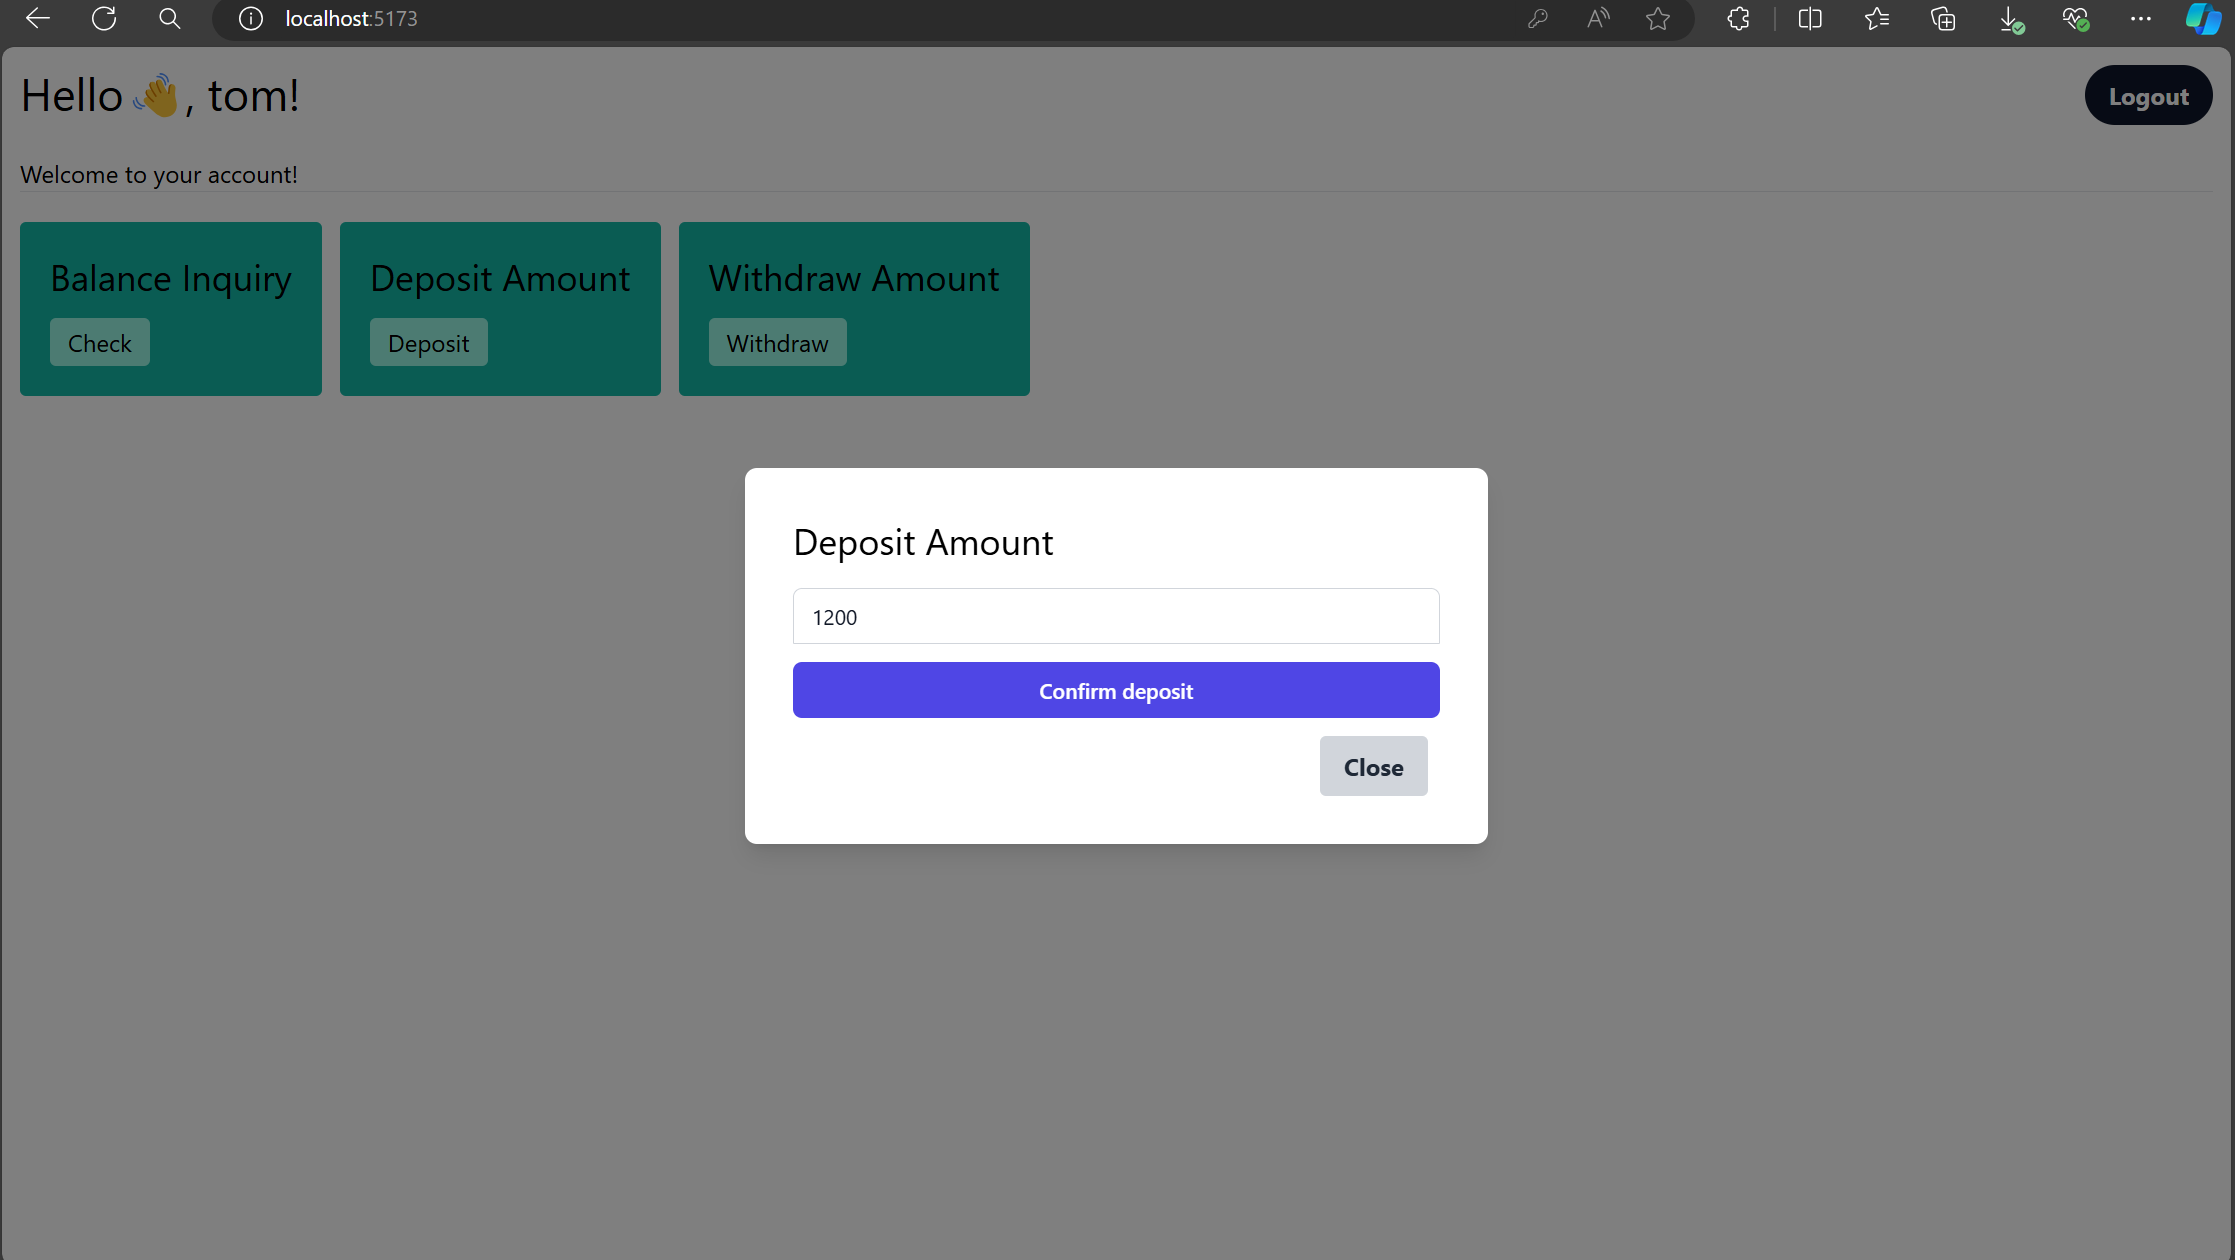 localhost:5173
Hello 👋, tom!
Logout
Welcome to your account!
Balance Inquiry
Check
Deposit Amount
Deposit
Withdraw Amount
Withdraw
Deposit Amount
1200
Confirm deposit
Close